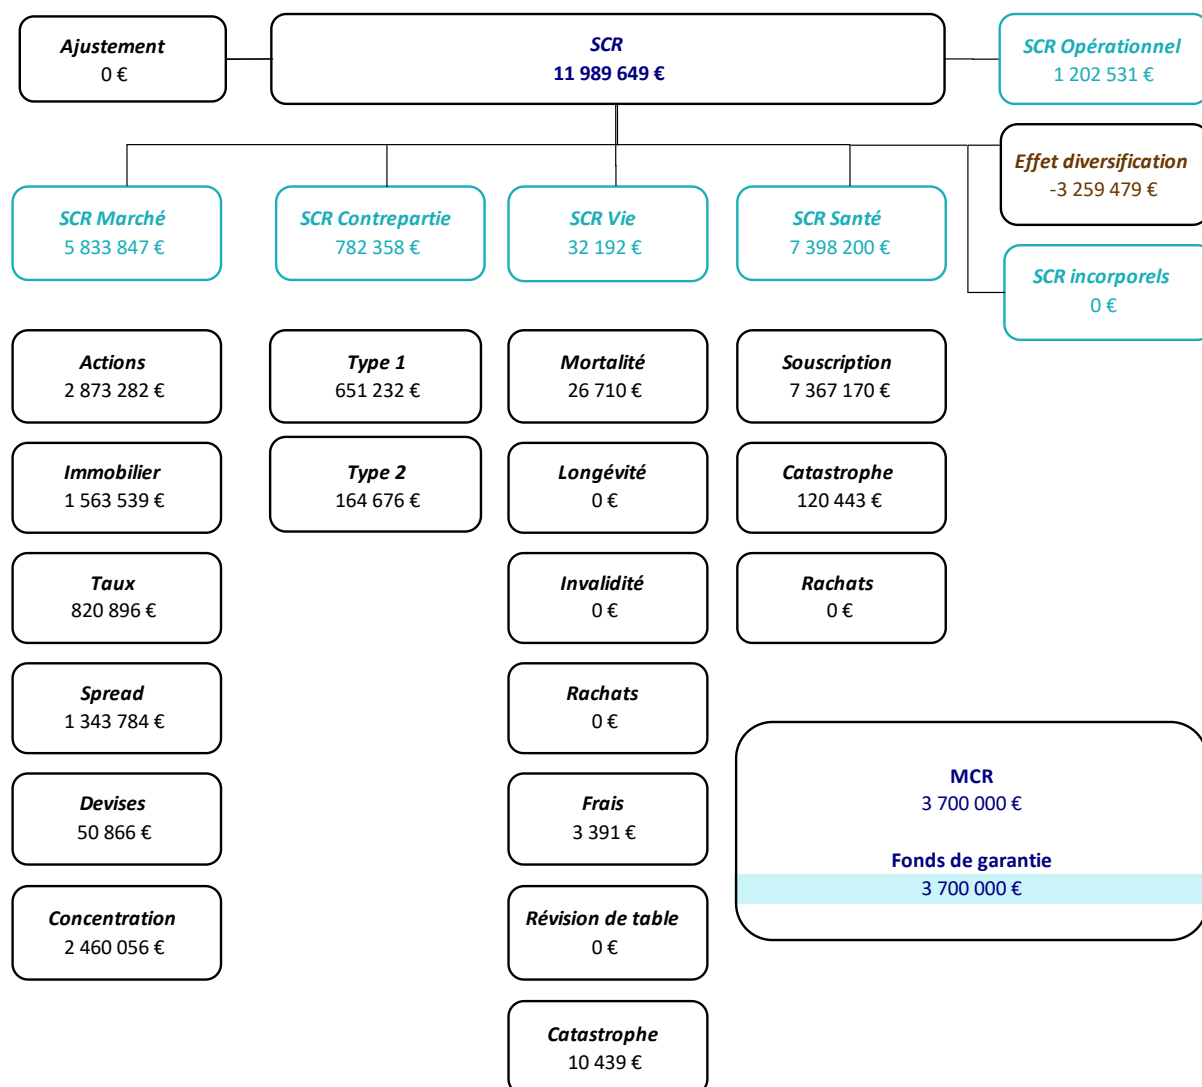 Ajustement
0 €
SCR
11 989 649 €
SCR Opérationnel
1 202 531 €
Effet diversification
-3 259 479 €
SCR Marché
5 833 847 €
SCR Contrepartie
782 358 €
SCR Vie
32 192 €
SCR Santé
7 398 200 €
SCR incorporels
0 €
Actions
2 873 282 €
Type 1
651 232 €
Mortalité
26 710 €
Souscription
7 367 170 €
Immobilier
1 563 539 €
Type 2
164 676 €
Longévité
0 €
Catastrophe
120 443 €
Taux
820 896 €
Invalidité
0 €
Rachats
0 €
Spread
1 343 784 €
Rachats
0 €
MCR
3 700 000 €
Devises
50 866 €
Frais
3 391 €
Fonds de garantie
3 700 000 €
Concentration
2 460 056 €
Révision de table
0 €
Catastrophe
10 439 €